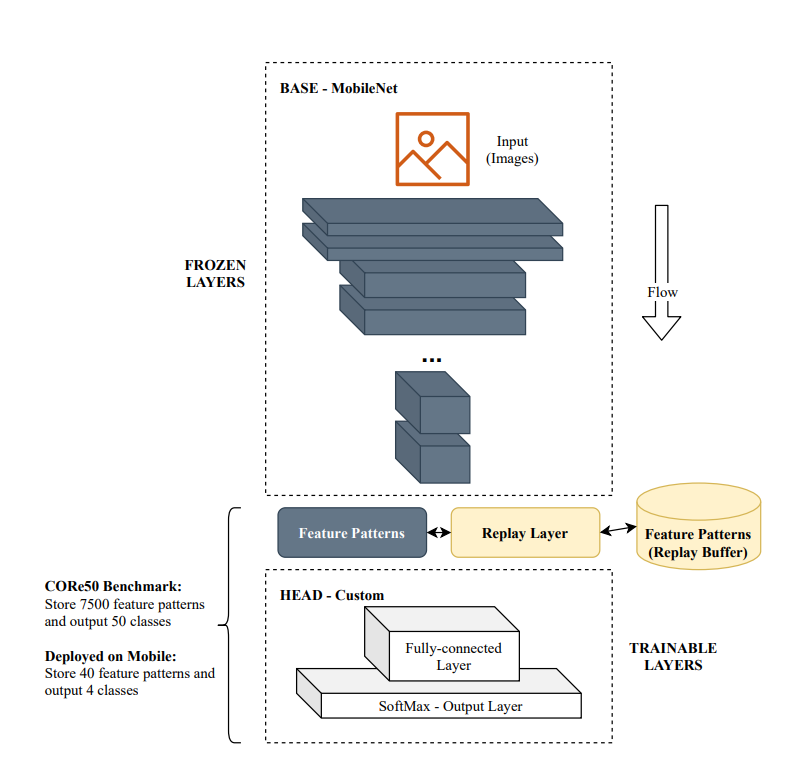 BASE - MobileNet
Input
(Images)
FROZEN
LAYERS
Flow
...
Feature Patterns
Replay Layer
Feature Patterns
(Replay Buffer)
CORe50 Benchmark:
Store 7500 feature patterns
and output 50 classes
Deployed on Mobile:
Store 40 feature patterns and
output 4 classes
HEAD - Custom
Fully-connected
Layer
SoftMax - Output Layer
TRAINABLE
LAYERS